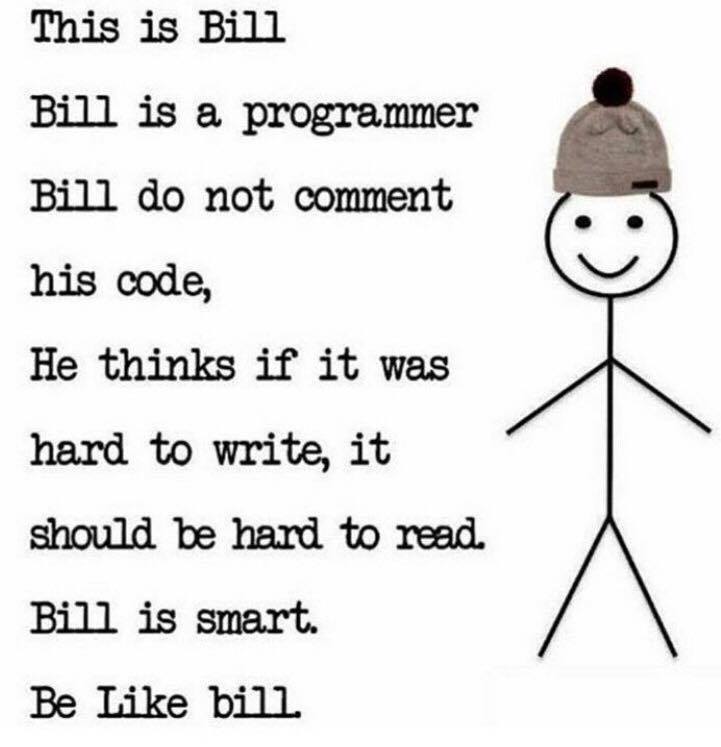 This is Bill
Bill is a programmer
Bill do not comment
his code,
He thinks if it was
hard to write, it
should be hard to read.
Bill is smart.
Be Like bill.